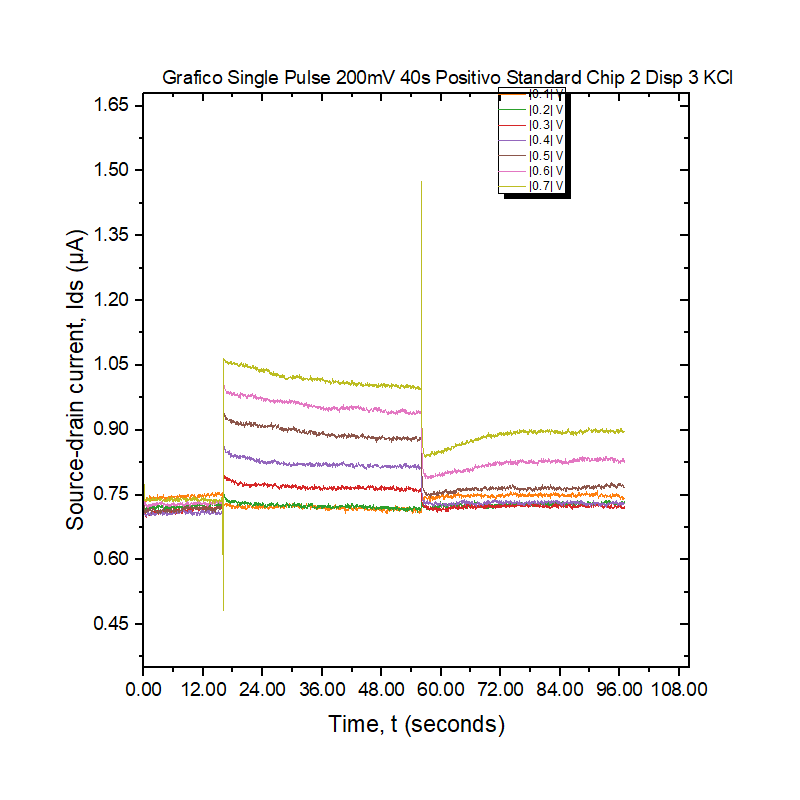 Grafico Single Pulse 200mV 40s Positivo Standard Chip 2 Disp 3 KCl
|0.1| V
|0.2| V
|0.3| V
|0.4| V
|0.5| V
|0.6| V
|0.7| V
1.65
1.50
1.35
1.20
1.05
0.90
0.75
0.60
0.45
Source-drain current, Ids (μA)
0.00 12.00 24.00 36.00 48.00 60.00 72.00 84.00 96.00 108.00
Time, t (seconds)